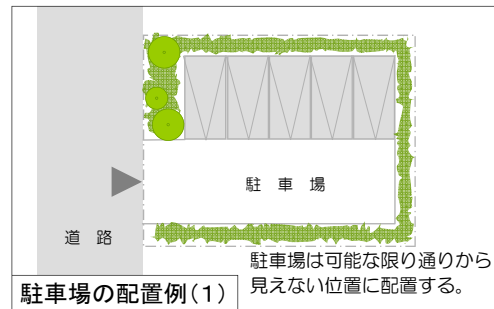 駐 車 場
道 路
駐車場は可能な限り通りから
見えない位置に配置する。
駐車場の配置例(1)